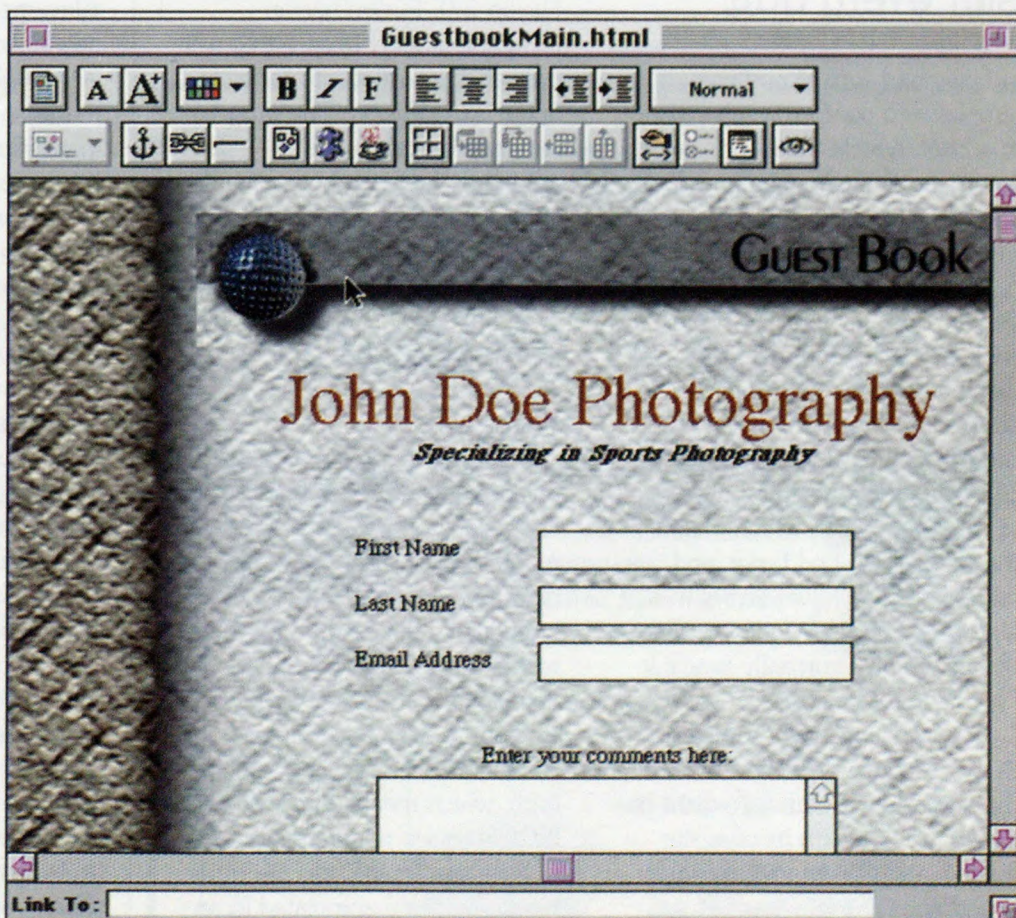 GuestbookMain.html
A- A+ B I F Normal
GUEST BOOK
John Doe Photography
Specializing in Sports Photography
First Name
Last Name
Email Address
Enter your comments here:
Link To: